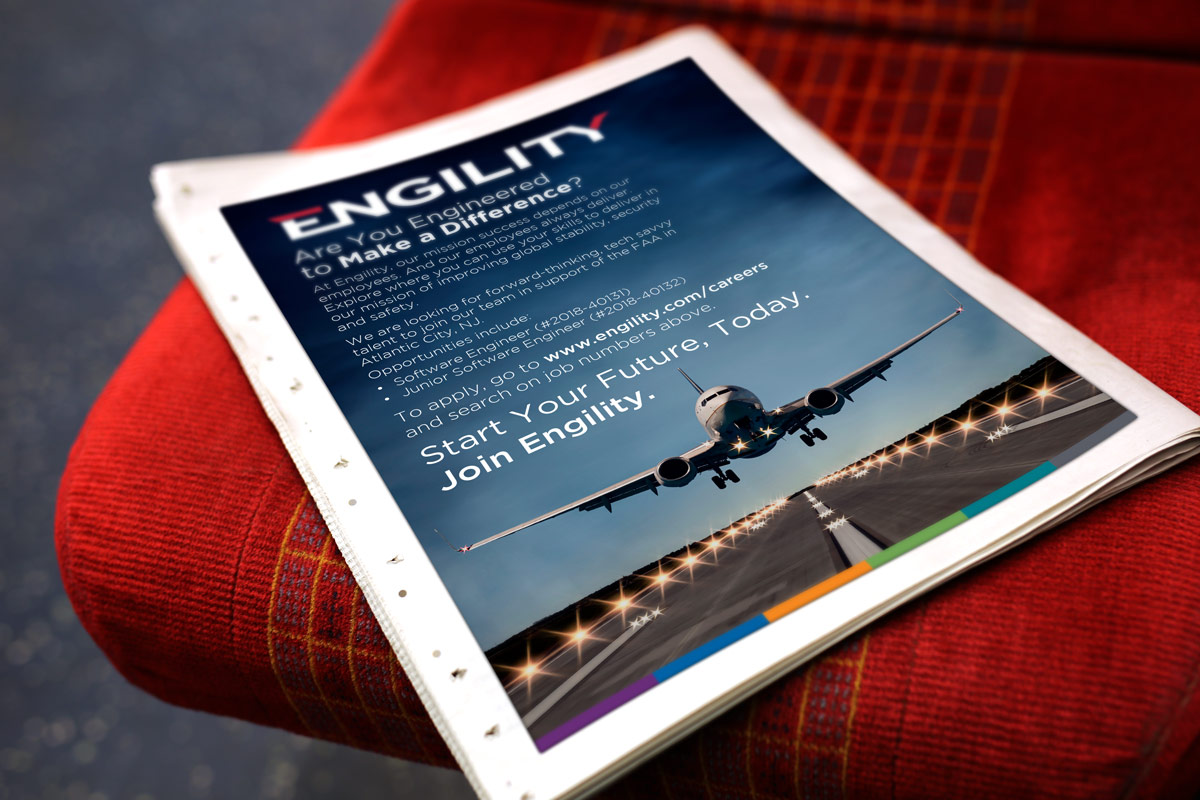 ENGILITY
Are You Engineered
to Make a Difference?
At Engility, our mission success depends on our
employees. And our employees always deliver.
Explore where you can use your skills to deliver in
our mission of improving global stability, security
and safety.
We are looking for forward-thinking, tech savvy
talent to join our team in support of the FAA in
Atlantic City, NJ.
Opportunities include:
• Software Engineer (#2018-40131)
• Junior Software Engineer (#2018-40132)
To apply, go to www.engility.com/careers
and search on job numbers above.
Start Your Future, Today.
Join Engility.